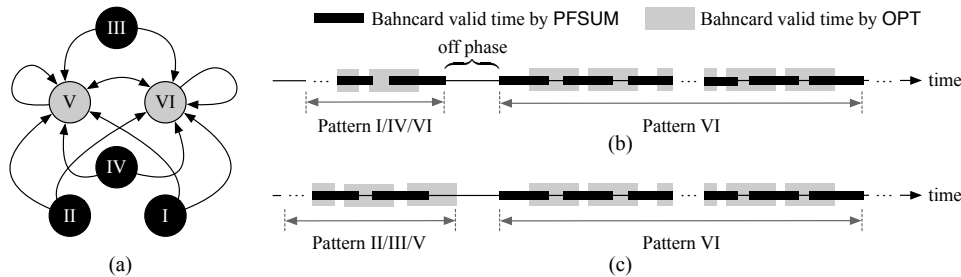 III
V
VI
IV
II
I
(a)
Bahncard valid time by PFSUM
Bahncard valid time by OPT
off phase
... ... ... time
Pattern I/IV/VI
Pattern VI
(b)
... ... ... time
Pattern II/III/V
Pattern VI
(c)